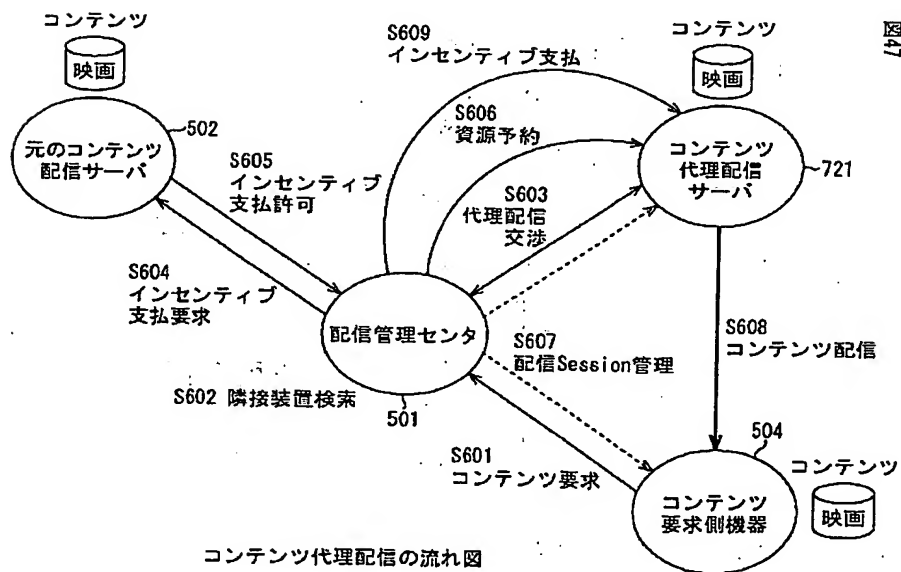 コンテンツ
映画
502
元のコンテンツ
配信サーバ
S605
インセンティブ
支払許可
S604
インセンティブ
支払要求
S609
インセンティブ支払
S606
資源予約
S603
代理配信
交渉
コンテンツ
映画
コンテンツ
代理配信
サーバ
721
図47
配信管理センタ
501
S602 隣接装置検索
S607
配信Session管理
S608
コンテンツ配信
S601
コンテンツ要求
504
コンテンツ
要求側機器
コンテンツ
映画
コンテンツ代理配信の流れ図